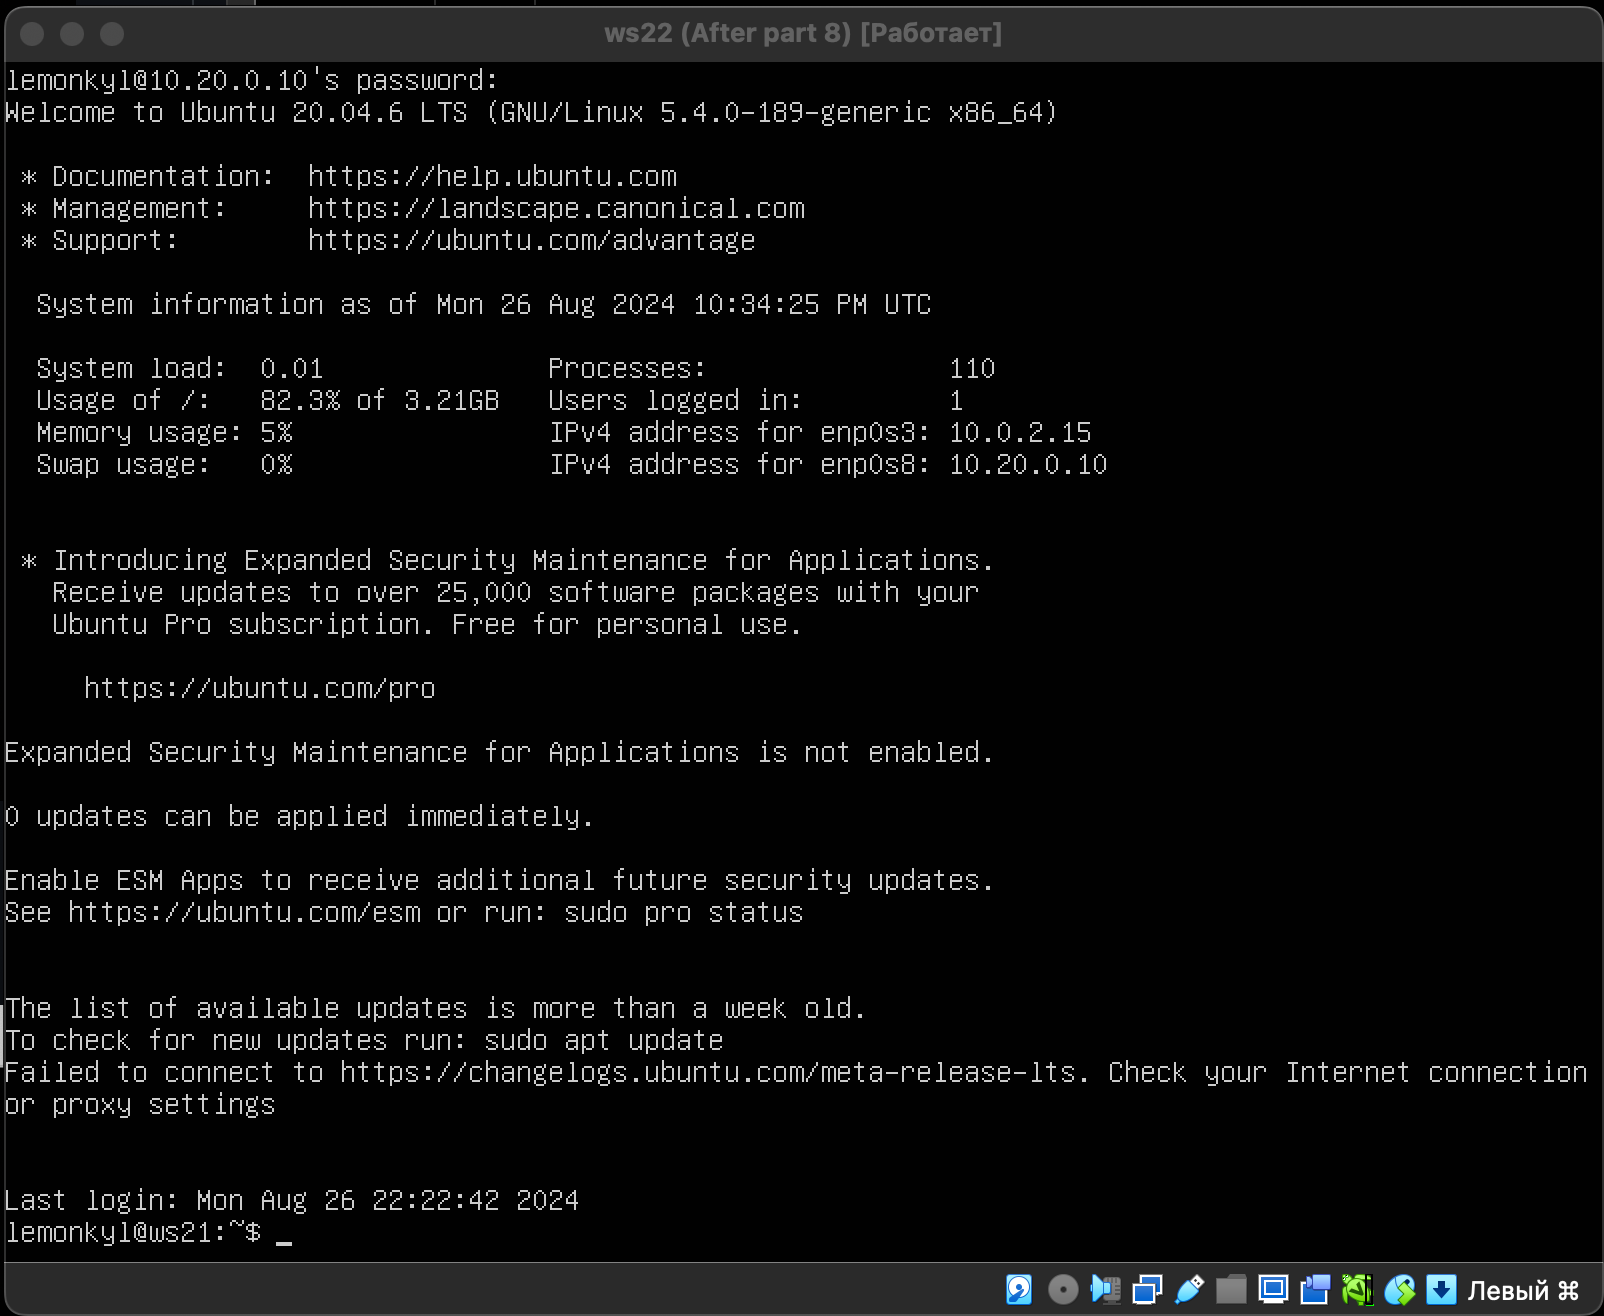 ws22 (After part 8) [Работает]
lemonkyl@10.20.0.10's password:
Welcome to Ubuntu 20.04.6 LTS (GNU/Linux 5.4.0-189-generic x86_64)
* Documentation:  https://help.ubuntu.com
* Management:     https://landscape.canonical.com
* Support:        https://ubuntu.com/advantage
System information as of Mon 26 Aug 2024 10:34:25 PM UTC
System load:  0.01              Processes:               110
Usage of /:   82.3% of 3.21GB   Users logged in:         1
Memory usage: 5%                IPv4 address for enp0s3: 10.0.2.15
Swap usage:   0%                IPv4 address for enp0s8: 10.20.0.10
* Introducing Expanded Security Maintenance for Applications.
Receive updates to over 25,000 software packages with your
Ubuntu Pro subscription. Free for personal use.
https://ubuntu.com/pro
Expanded Security Maintenance for Applications is not enabled.
0 updates can be applied immediately.
Enable ESM Apps to receive additional future security updates.
See https://ubuntu.com/esm or run: sudo pro status
The list of available updates is more than a week old.
To check for new updates run: sudo apt update
Failed to connect to https://changelogs.ubuntu.com/meta-release-lts. Check your Internet connection
or proxy settings
Last login: Mon Aug 26 22:22:42 2024
lemonkyl@ws21:~$ _
Левый ⌘